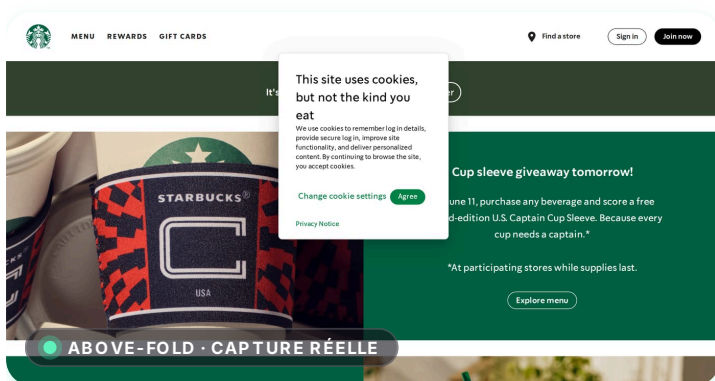 MENU REWARDS GIFT CARDS
Find a store
Sign in
Join now
It's
er
This site uses cookies,
but not the kind you
eat
We use cookies to remember log in details,
provide secure log in, improve site
functionality, and deliver personalized
content. By continuing to browse the site,
you accept cookies.
Change cookie settings
Agree
Privacy Notice
STARBUCKS®
C
USA
Cup sleeve giveaway tomorrow!
une 11, purchase any beverage and score a free
d-edition U.S. Captain Cup Sleeve. Because every
cup needs a captain.*
*At participating stores while supplies last.
Explore menu
ABOVE-FOLD · CAPTURE RÉELLE